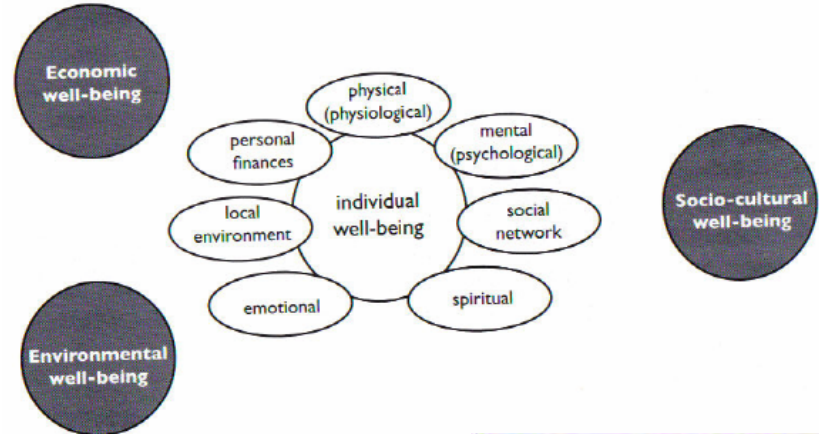 Economic
well-being
physical
(physiological)
personal
finances
mental
(psychological)
local
environment
individual
well-being
social
network
Socio-cultural
well-being
emotional
spiritual
Environmental
well-being